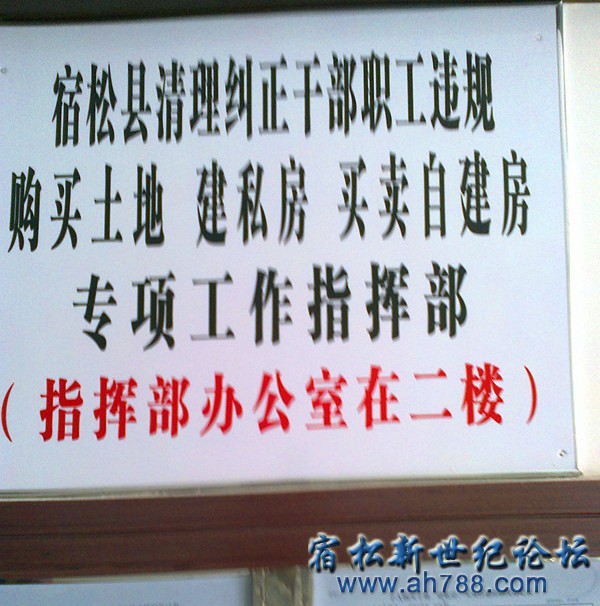 宿松县清理纠正干部职工违规
购买土地 建私房 买卖自建房
专项工作指挥部
(指挥部办公室在二楼)
宿松新世纪论坛
www.ah788.com